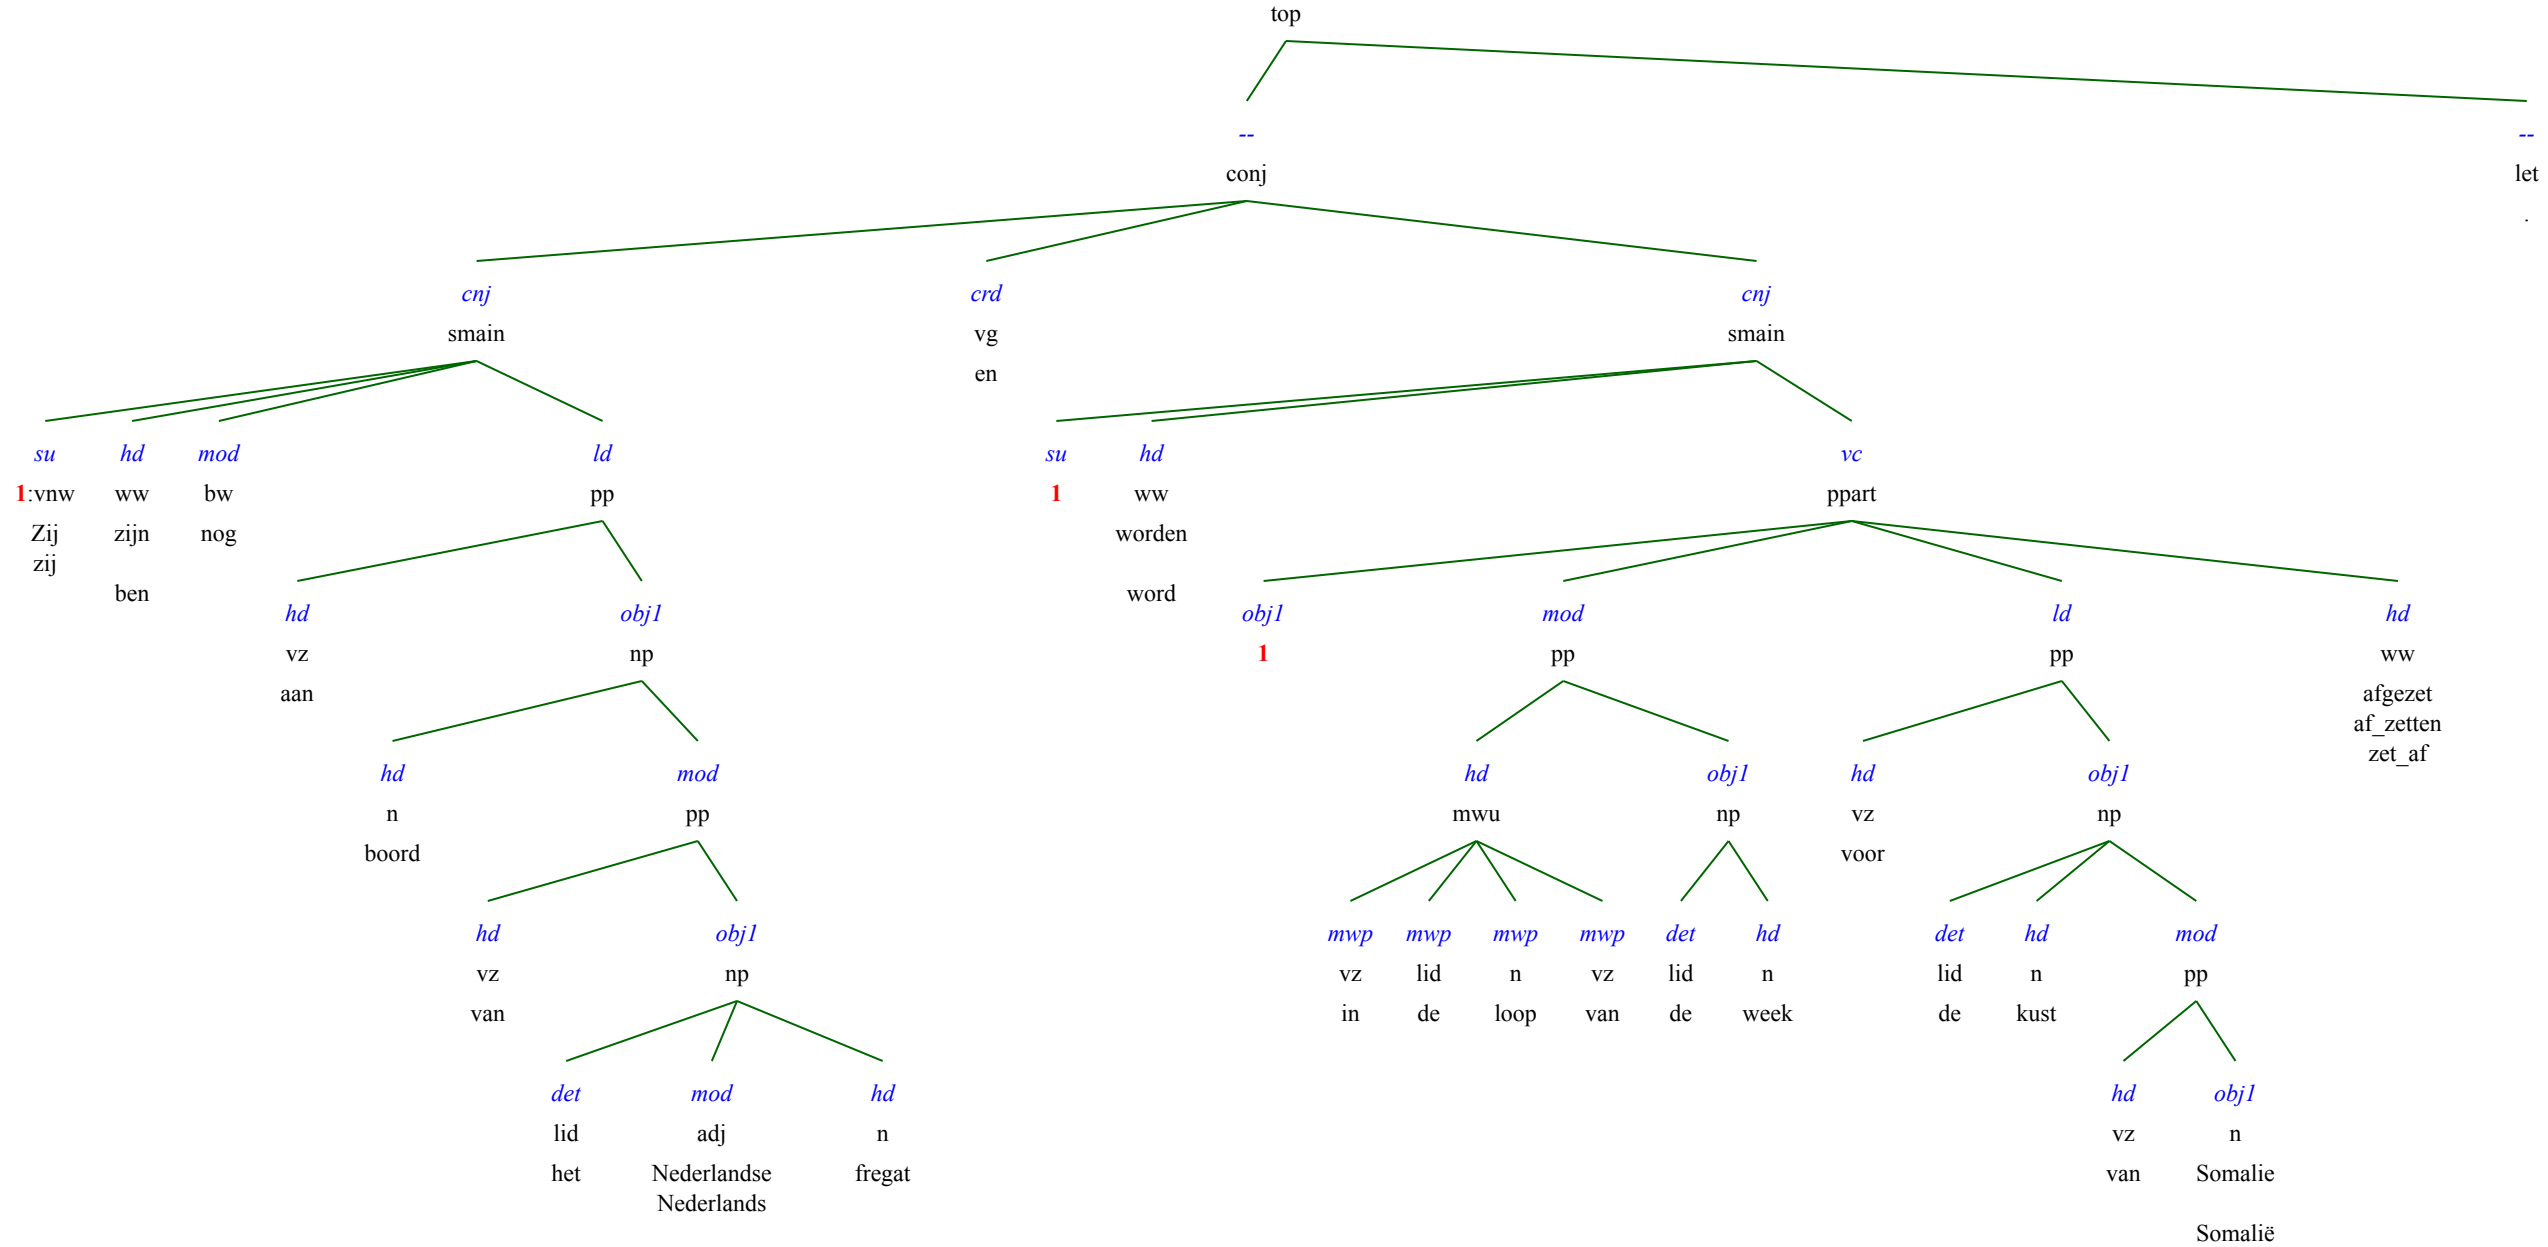 top
-- --
conj let
.
cnj crd cnj
smain vg smain
en
su hd mod ld su hd vc
1:vnw ww bw pp 1 ww ppart
Zij zijn nog worden
zij
ben word
hd obj1 obj1 mod ld hd
vz np 1 pp pp ww
aan afgezet
af_zetten
zet_af
hd mod hd obj1 hd obj1
n pp mwu np vz np
boord voor
hd obj1 mwp mwp mwp mwp det hd det hd mod
vz np vz lid n vz lid n lid n pp
van in de loop van de week de kust
det mod hd hd obj1
lid adj n vz n
het Nederlandse fregat van Somalie
Nederlands
Somalië